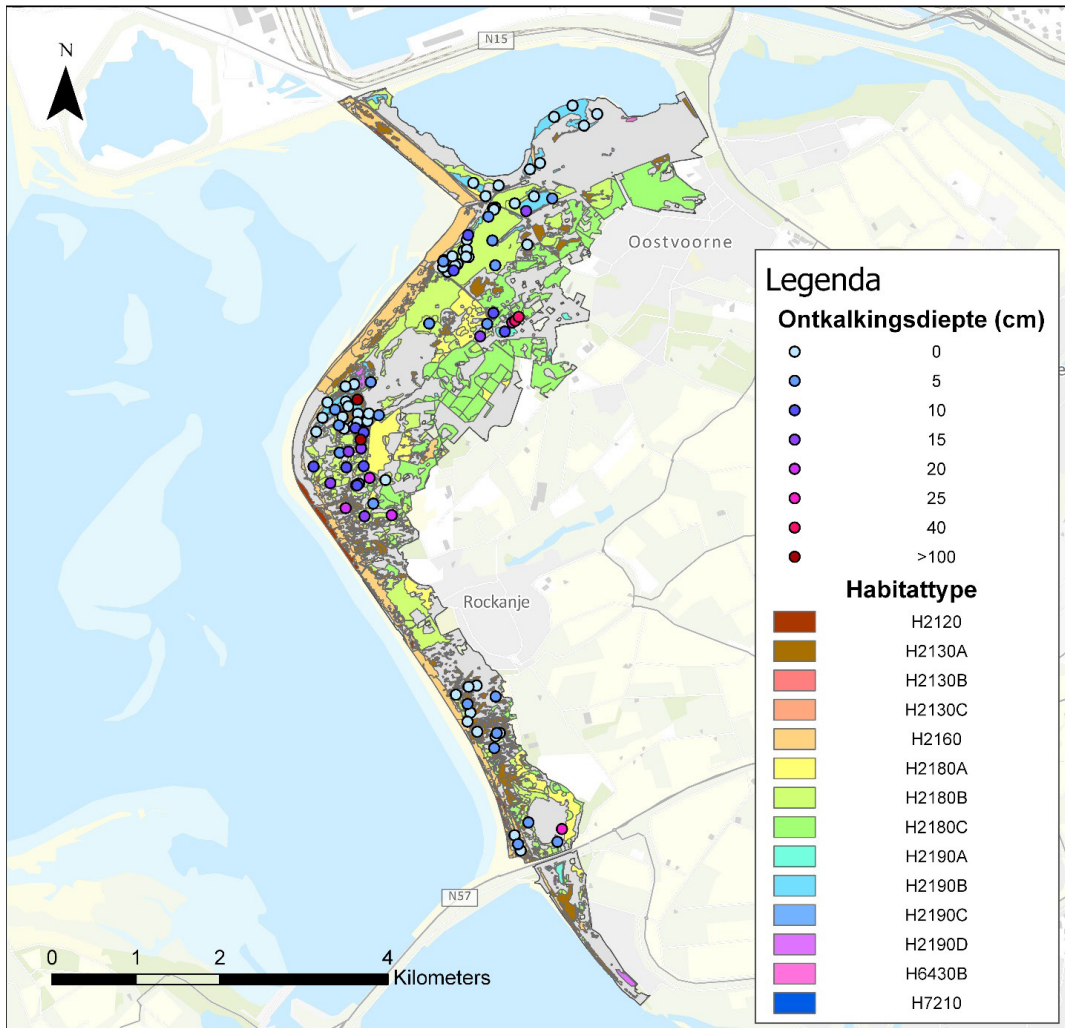 N15
N
Oostvoorne
Legenda
Ontkalkingsdiepte (cm)
0
5
10
15
20
25
40
>100
Habitattype
H2120
H2130A
H2130B
H2130C
H2160
H2180A
H2180B
H2180C
H2190A
H2190B
H2190C
H2190D
H6430B
H7210
Rockanje
N57
0 1 2 4
Kilometers